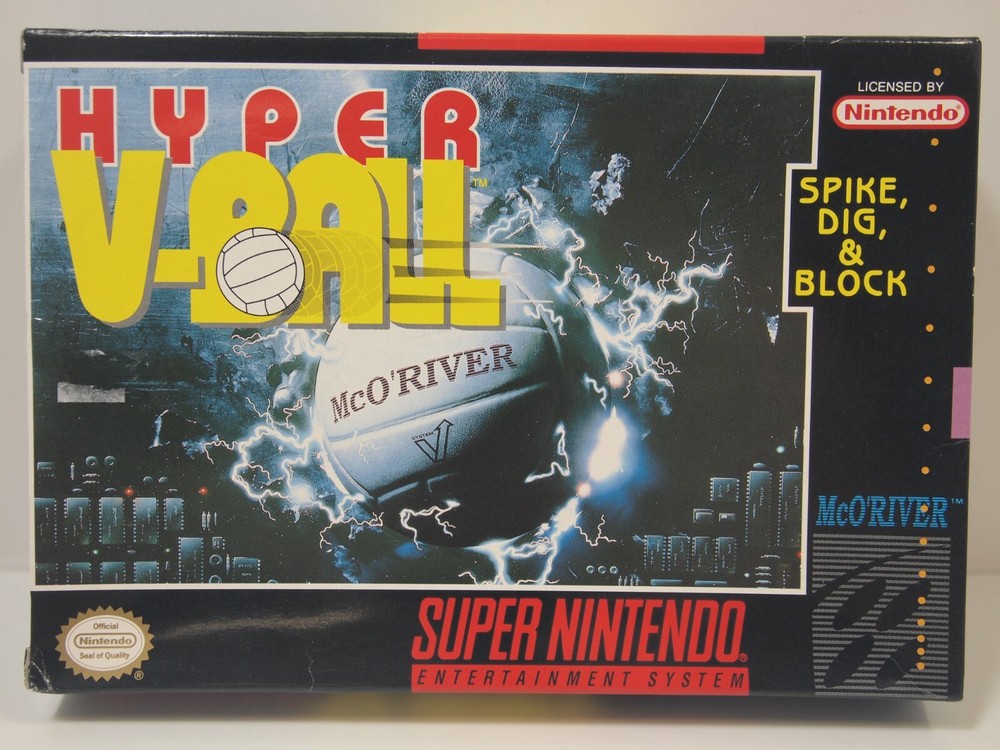 HYPER
V-BALL™
LICENSED BY
Nintendo®
SPIKE,
DIG,
&
BLOCK
McO'RIVER
SYSTEM
V
McO'RIVER™
Official
Nintendo
Seal of Quality
®
SUPER NINTENDO®
ENTERTAINMENT SYSTEM